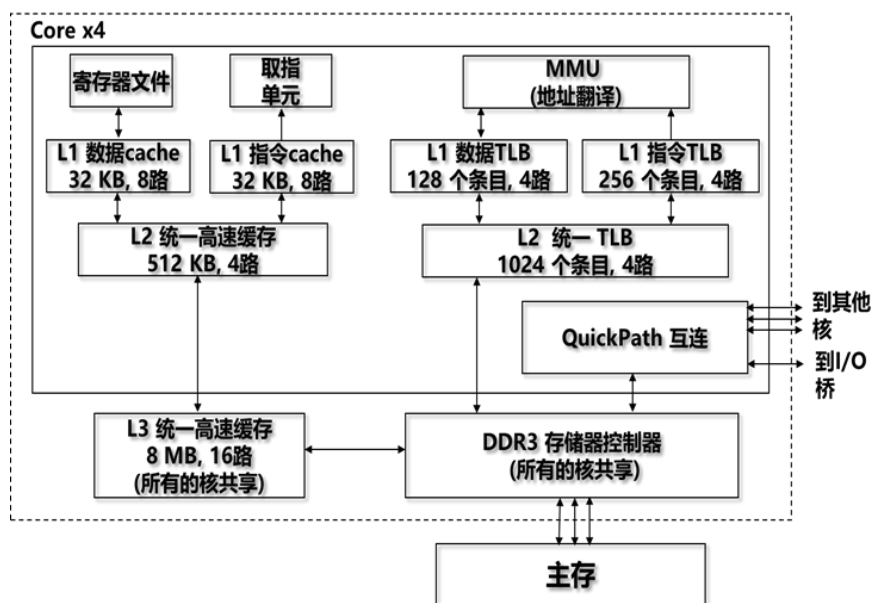 Core x4
寄存器文件
取指
单元
MMU
(地址翻译)
L1 数据cache
32 KB, 8路
L1 指令cache
32 KB, 8路
L1 数据TLB
128 个条目, 4路
L1 指令TLB
256 个条目, 4路
L2 统一高速缓存
512 KB, 4路
L2 统一 TLB
1024 个条目, 4路
QuickPath 互连
到其他
核
到I/O
桥
L3 统一高速缓存
8 MB, 16路
(所有的核共享)
DDR3 存储器控制器
(所有的核共享)
主存